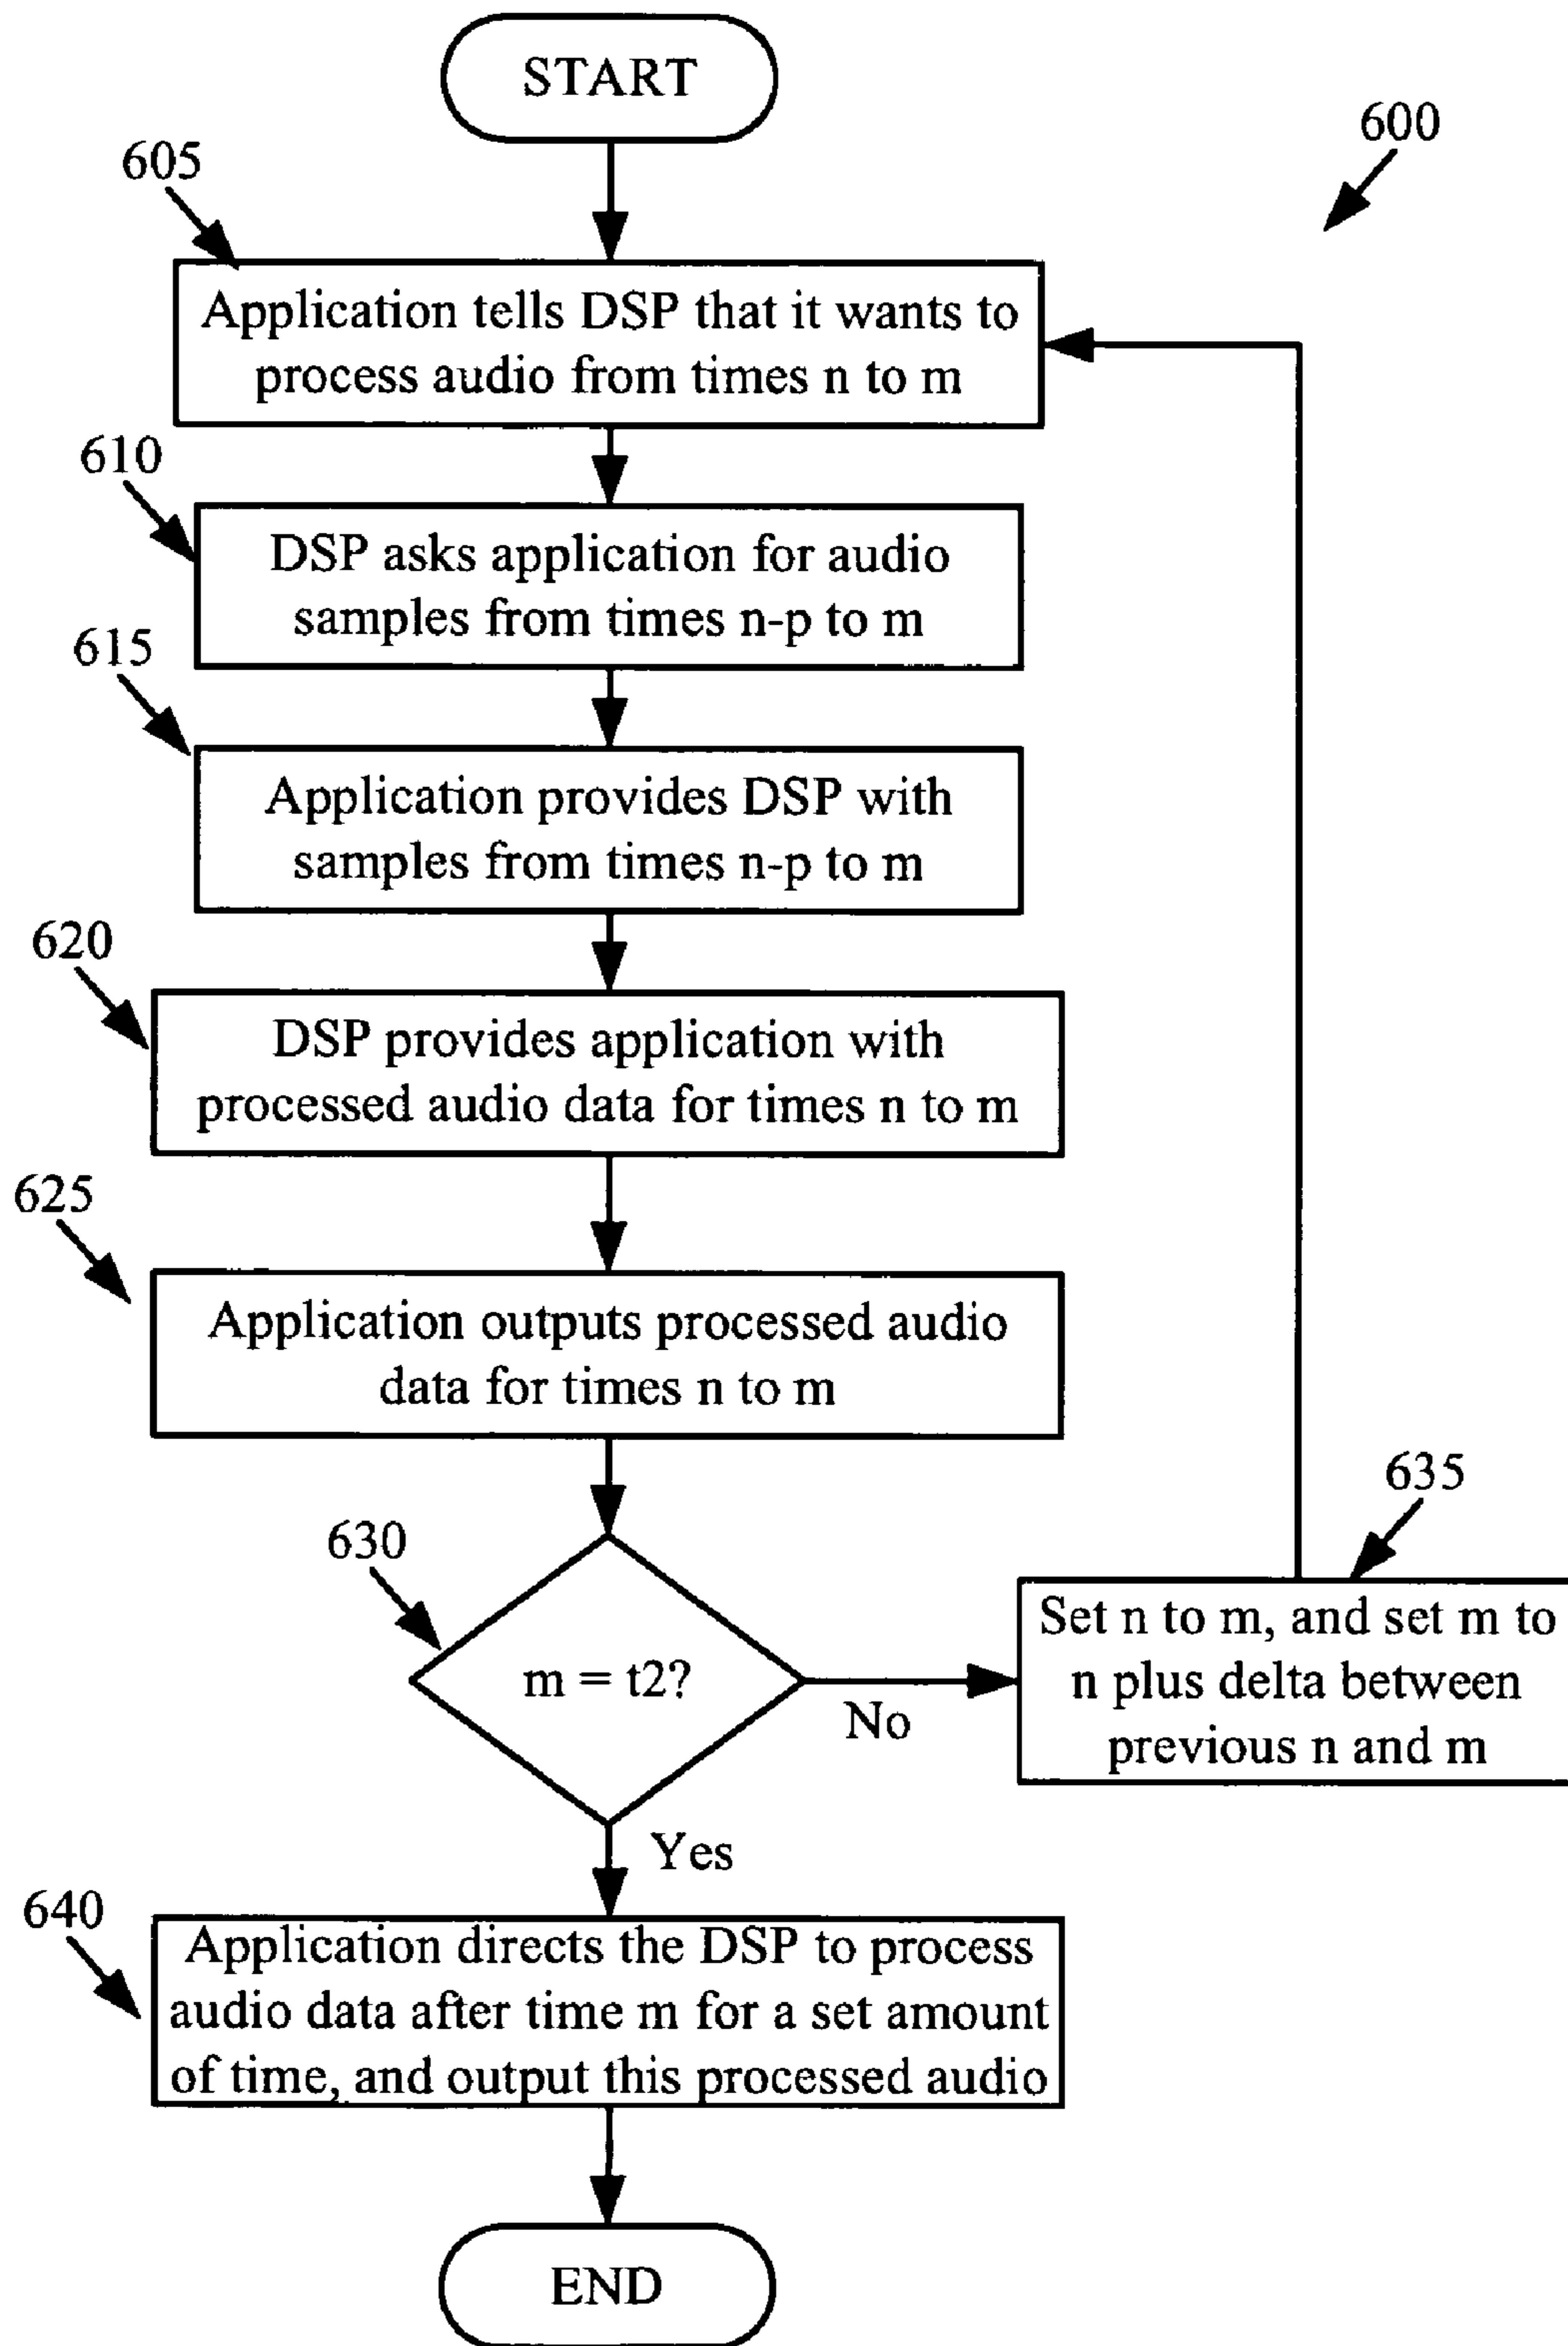 START
600
605
Application tells DSP that it wants to
process audio from times n to m
610
DSP asks application for audio
samples from times n-p to m
615
Application provides DSP with
samples from times n-p to m
620
DSP provides application with
processed audio data for times n to m
625
Application outputs processed audio
data for times n to m
630
m = t2?
No
635
Set n to m, and set m to
n plus delta between
previous n and m
Yes
640
Application directs the DSP to process
audio data after time m for a set amount
of time, and output this processed audio
END